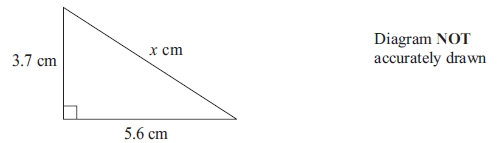 3.7 cm
x cm
5.6 cm
Diagram NOT
accurately drawn